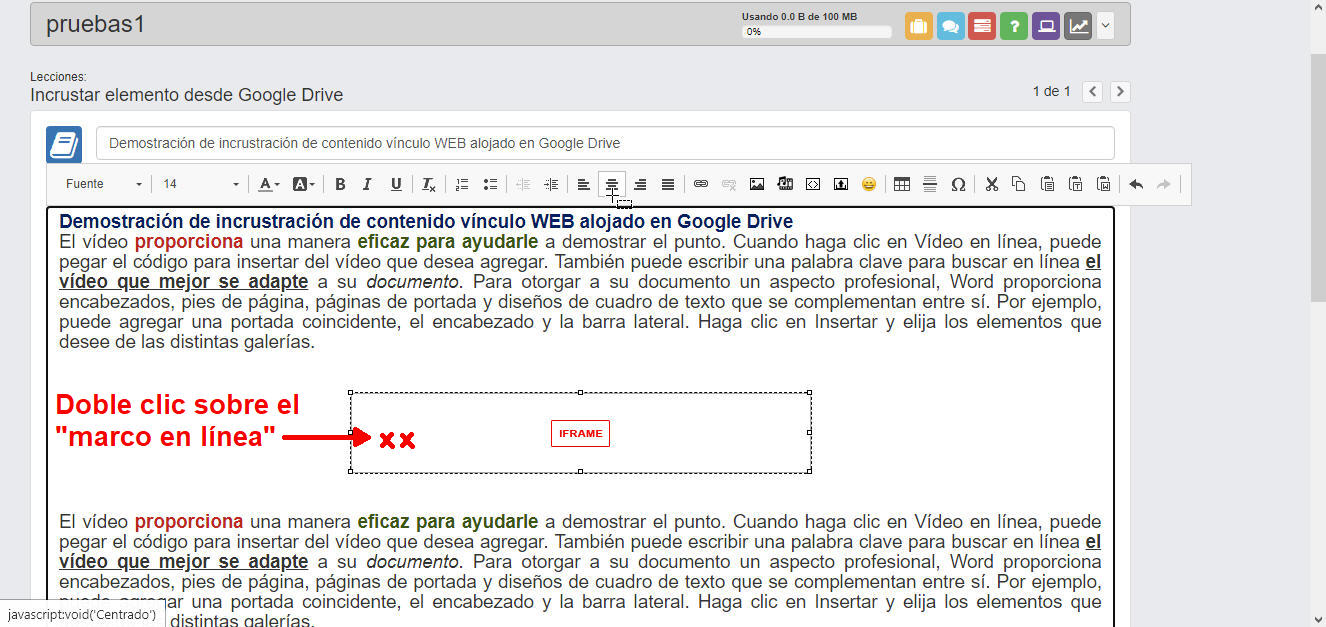 pruebas1
Usando 0.0 B de 100 MB
0%
Lecciones:
Incrustar elemento desde Google Drive
1 de 1
Demostración de incrustración de contenido vínculo WEB alojado en Google Drive
Fuente 14
Demostración de incrustración de contenido vínculo WEB alojado en Google Drive
El vídeo proporciona una manera eficaz para ayudarle a demostrar el punto. Cuando haga clic en Vídeo en línea, puede
pegar el código para insertar del vídeo que desea agregar. También puede escribir una palabra clave para buscar en línea el
vídeo que mejor se adapte a su documento. Para otorgar a su documento un aspecto profesional, Word proporciona
encabezados, pies de página, páginas de portada y diseños de cuadro de texto que se complementan entre sí. Por ejemplo,
puede agregar una portada coincidente, el encabezado y la barra lateral. Haga clic en Insertar y elija los elementos que
desee de las distintas galerías.
Doble clic sobre el
"marco en línea"
IFRAME
El vídeo proporciona una manera eficaz para ayudarle a demostrar el punto. Cuando haga clic en Vídeo en línea, puede
pegar el código para insertar del vídeo que desea agregar. También puede escribir una palabra clave para buscar en línea el
vídeo que mejor se adapte a su documento. Para otorgar a su documento un aspecto profesional, Word proporciona
encabezados, pies de página, páginas de portada y diseños de cuadro de texto que se complementan entre sí. Por ejemplo,
puede agregar una portada coincidente, el encabezado y la barra lateral. Haga clic en Insertar y elija los elementos que
distintas galerías.
javascript:void('Centrado')